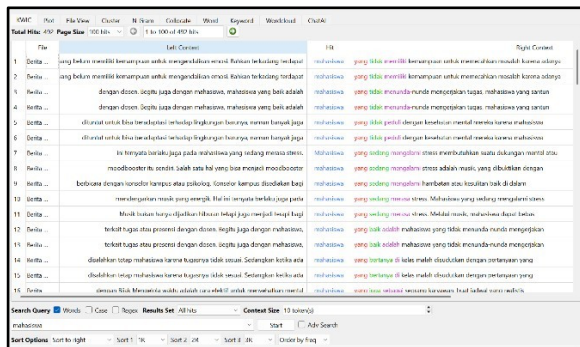 KWIC Plot File View Cluster N-Gram Collocate Word Keyword Wordcloud ChatAI
Total Hits: 492 Page Size 100 hits 1 to 100 of 492 hits
File Left Context Hit Right Context
1 Berita ... yang belum memiliki kemampuan untuk mengendalikan emosi. Bahkan terkadang terdapat mahasiswa yang tidak memiliki kemampuan untuk memecahkan masalah karena adanya
2 Berita ... yang belum memiliki kemampuan untuk mengendalikan emosi. Bahkan terkadang terdapat mahasiswa yang tidak memiliki kemampuan untuk memecahkan masalah karena adanya
3 Berita ... dengan dosen. Begitu juga dengan mahasiswa, mahasiswa yang baik adalah mahasiswa yang tidak menunda-nunda mengerjakan tugas, mahasiswa yang santun
4 Berita ... dengan dosen. Begitu juga dengan mahasiswa, mahasiswa yang baik adalah mahasiswa yang tidak menunda-nunda mengerjakan tugas, mahasiswa yang santun
5 Berita ... dituntut untuk bisa beradaptasi terhadap lingkungan barunya, namun banyak juga mahasiswa yang tidak peduli dengan kesehatan mental mereka karena mahasiswa
6 Berita ... dituntut untuk bisa beradaptasi terhadap lingkungan barunya, namun banyak juga mahasiswa yang tidak peduli dengan kesehatan mental mereka karena mahasiswa
7 Berita ... ini ternyata berlaku juga pada mahasiswa yang sedang merasa stress. Mahasiswa yang sedang mengalami stress membutuhkan suatu dukungan mental atau
8 Berita ... moodbooster itu sendiri. Salah satu hal yang bisa menjadi moodbooster mahasiswa yang sedang mengalami stress adalah musik, yang dibuktikan dengan
9 Berita ... berbicara dengan konselor kampus atau psikolog. Konselor kampus disediakan bagi mahasiswa yang sedang mengalami hambatan atau kesulitan baik di dalam
10 Berita ... mendengarkan musik yang energik. Hal ini ternyata berlaku juga pada mahasiswa yang sedang merasa stress. Mahasiswa yang sedang mengalami stress
11 Berita ... Musik bukan hanya dijadikan hiburan tetapi juga menjadi terapi bagi mahasiswa yang sedang merasa stress. Melalui musik, mahasiswa dapat bebas
12 Berita ... terkait tugas atau presensi dengan dosen. Begitu juga dengan mahasiswa, mahasiswa yang baik adalah mahasiswa yang tidak menunda-nunda mengerjakan
13 Berita ... terkait tugas atau presensi dengan dosen. Begitu juga dengan mahasiswa, mahasiswa yang baik adalah mahasiswa yang tidak menunda-nunda mengerjakan
14 Berita ... disalahkan tetap mahasiswa karena tugasnya tidak sesuai. Sedangkan ketika ada mahasiswa yang bertanya di kelas malah disudutkan dengan pertanyaan yang
15 Berita ... disalahkan tetap mahasiswa karena tugasnya tidak sesuai. Sedangkan ketika ada mahasiswa yang bertanya di kelas malah disudutkan dengan pertanyaan yang
16 Berita ... mahasiswa yang
Search Query Words Case Regex Results Set All hits Context Size 10 token(s)
mahasiswa Start Adv Search
Sort Options Sort to right Sort 1 1R Sort 2 2R Sort 3 3R Order by freq